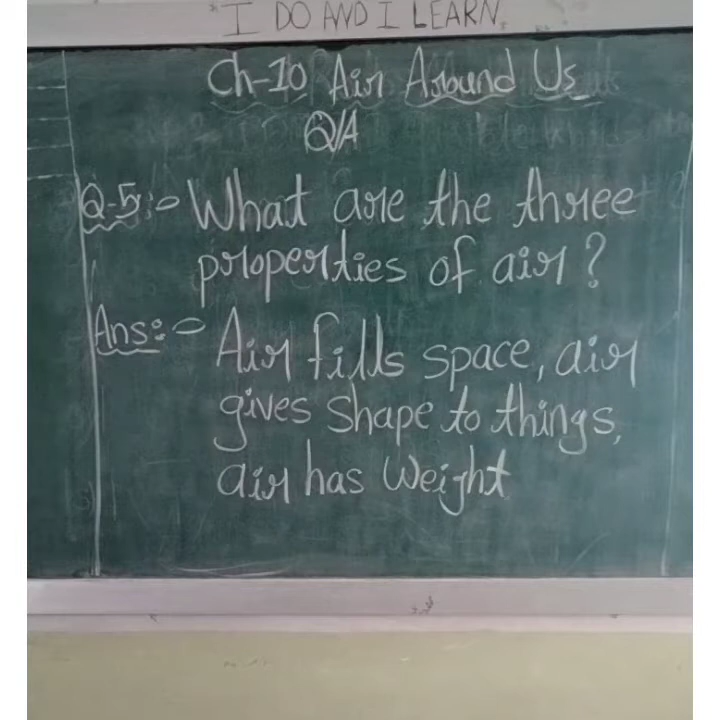 I DO AND I LEARN
Ch-10 Air Around Us
Q/A
Q-5:- What are the three
properties of air?
Ans:- Air fills space, air
gives shape to things,
air has weight